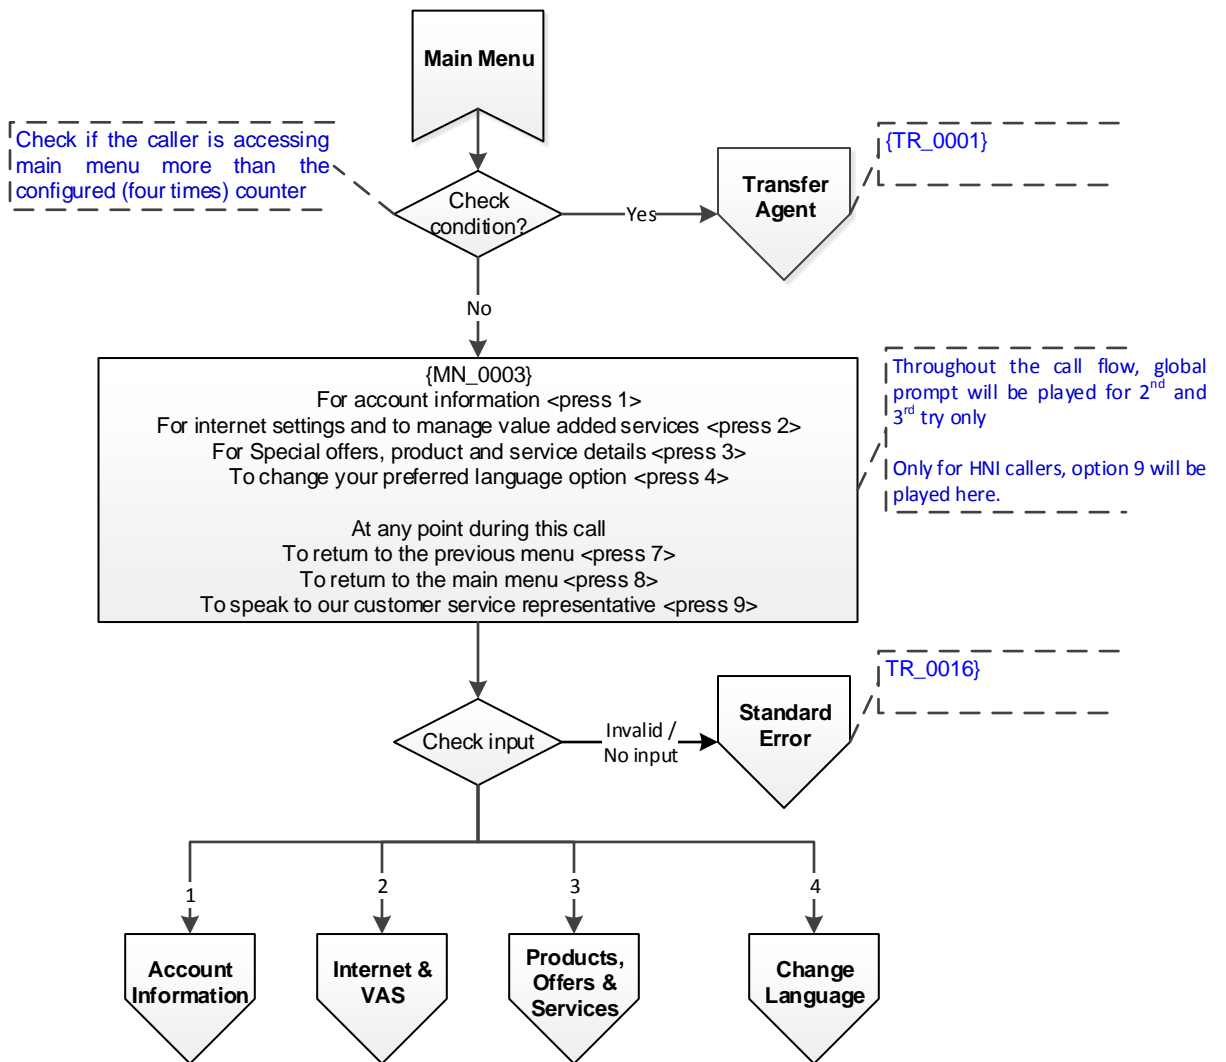 Main Menu
Check if the caller is accessing
main menu more than the
configured (four times) counter
Check
condition?
Yes
Transfer
Agent
{TR_0001}
No
{MN_0003}
For account information <press 1>
For internet settings and to manage value added services <press 2>
For Special offers, product and service details <press 3>
To change your preferred language option <press 4>
At any point during this call
To return to the previous menu <press 7>
To return to the main menu <press 8>
To speak to our customer service representative <press 9>
Throughout the call flow, global
prompt will be played for 2nd and
3rd try only
Only for HNI callers, option 9 will be
played here.
Check input
Invalid /
No input
Standard
Error
TR_0016}
1
2
3
4
Account
Information
Internet &
VAS
Products,
Offers &
Services
Change
Language